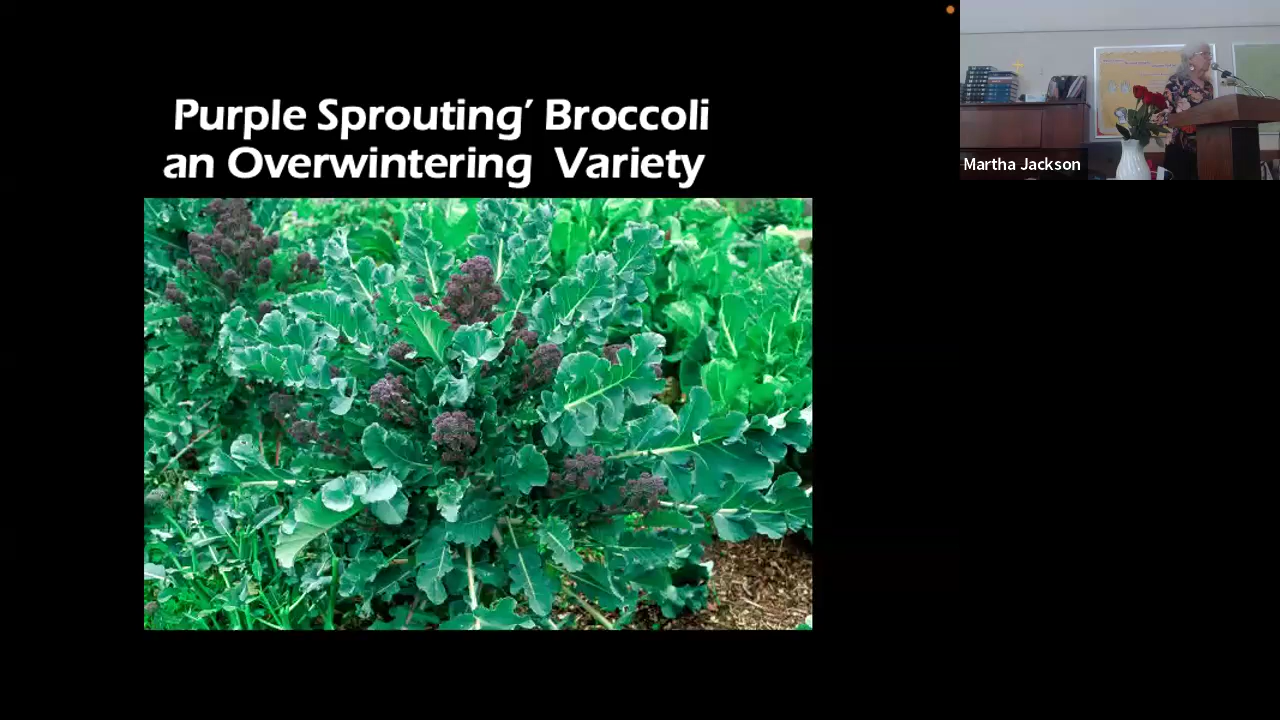 Purple Sprouting’ Broccoli
an Overwintering Variety
Martha Jackson